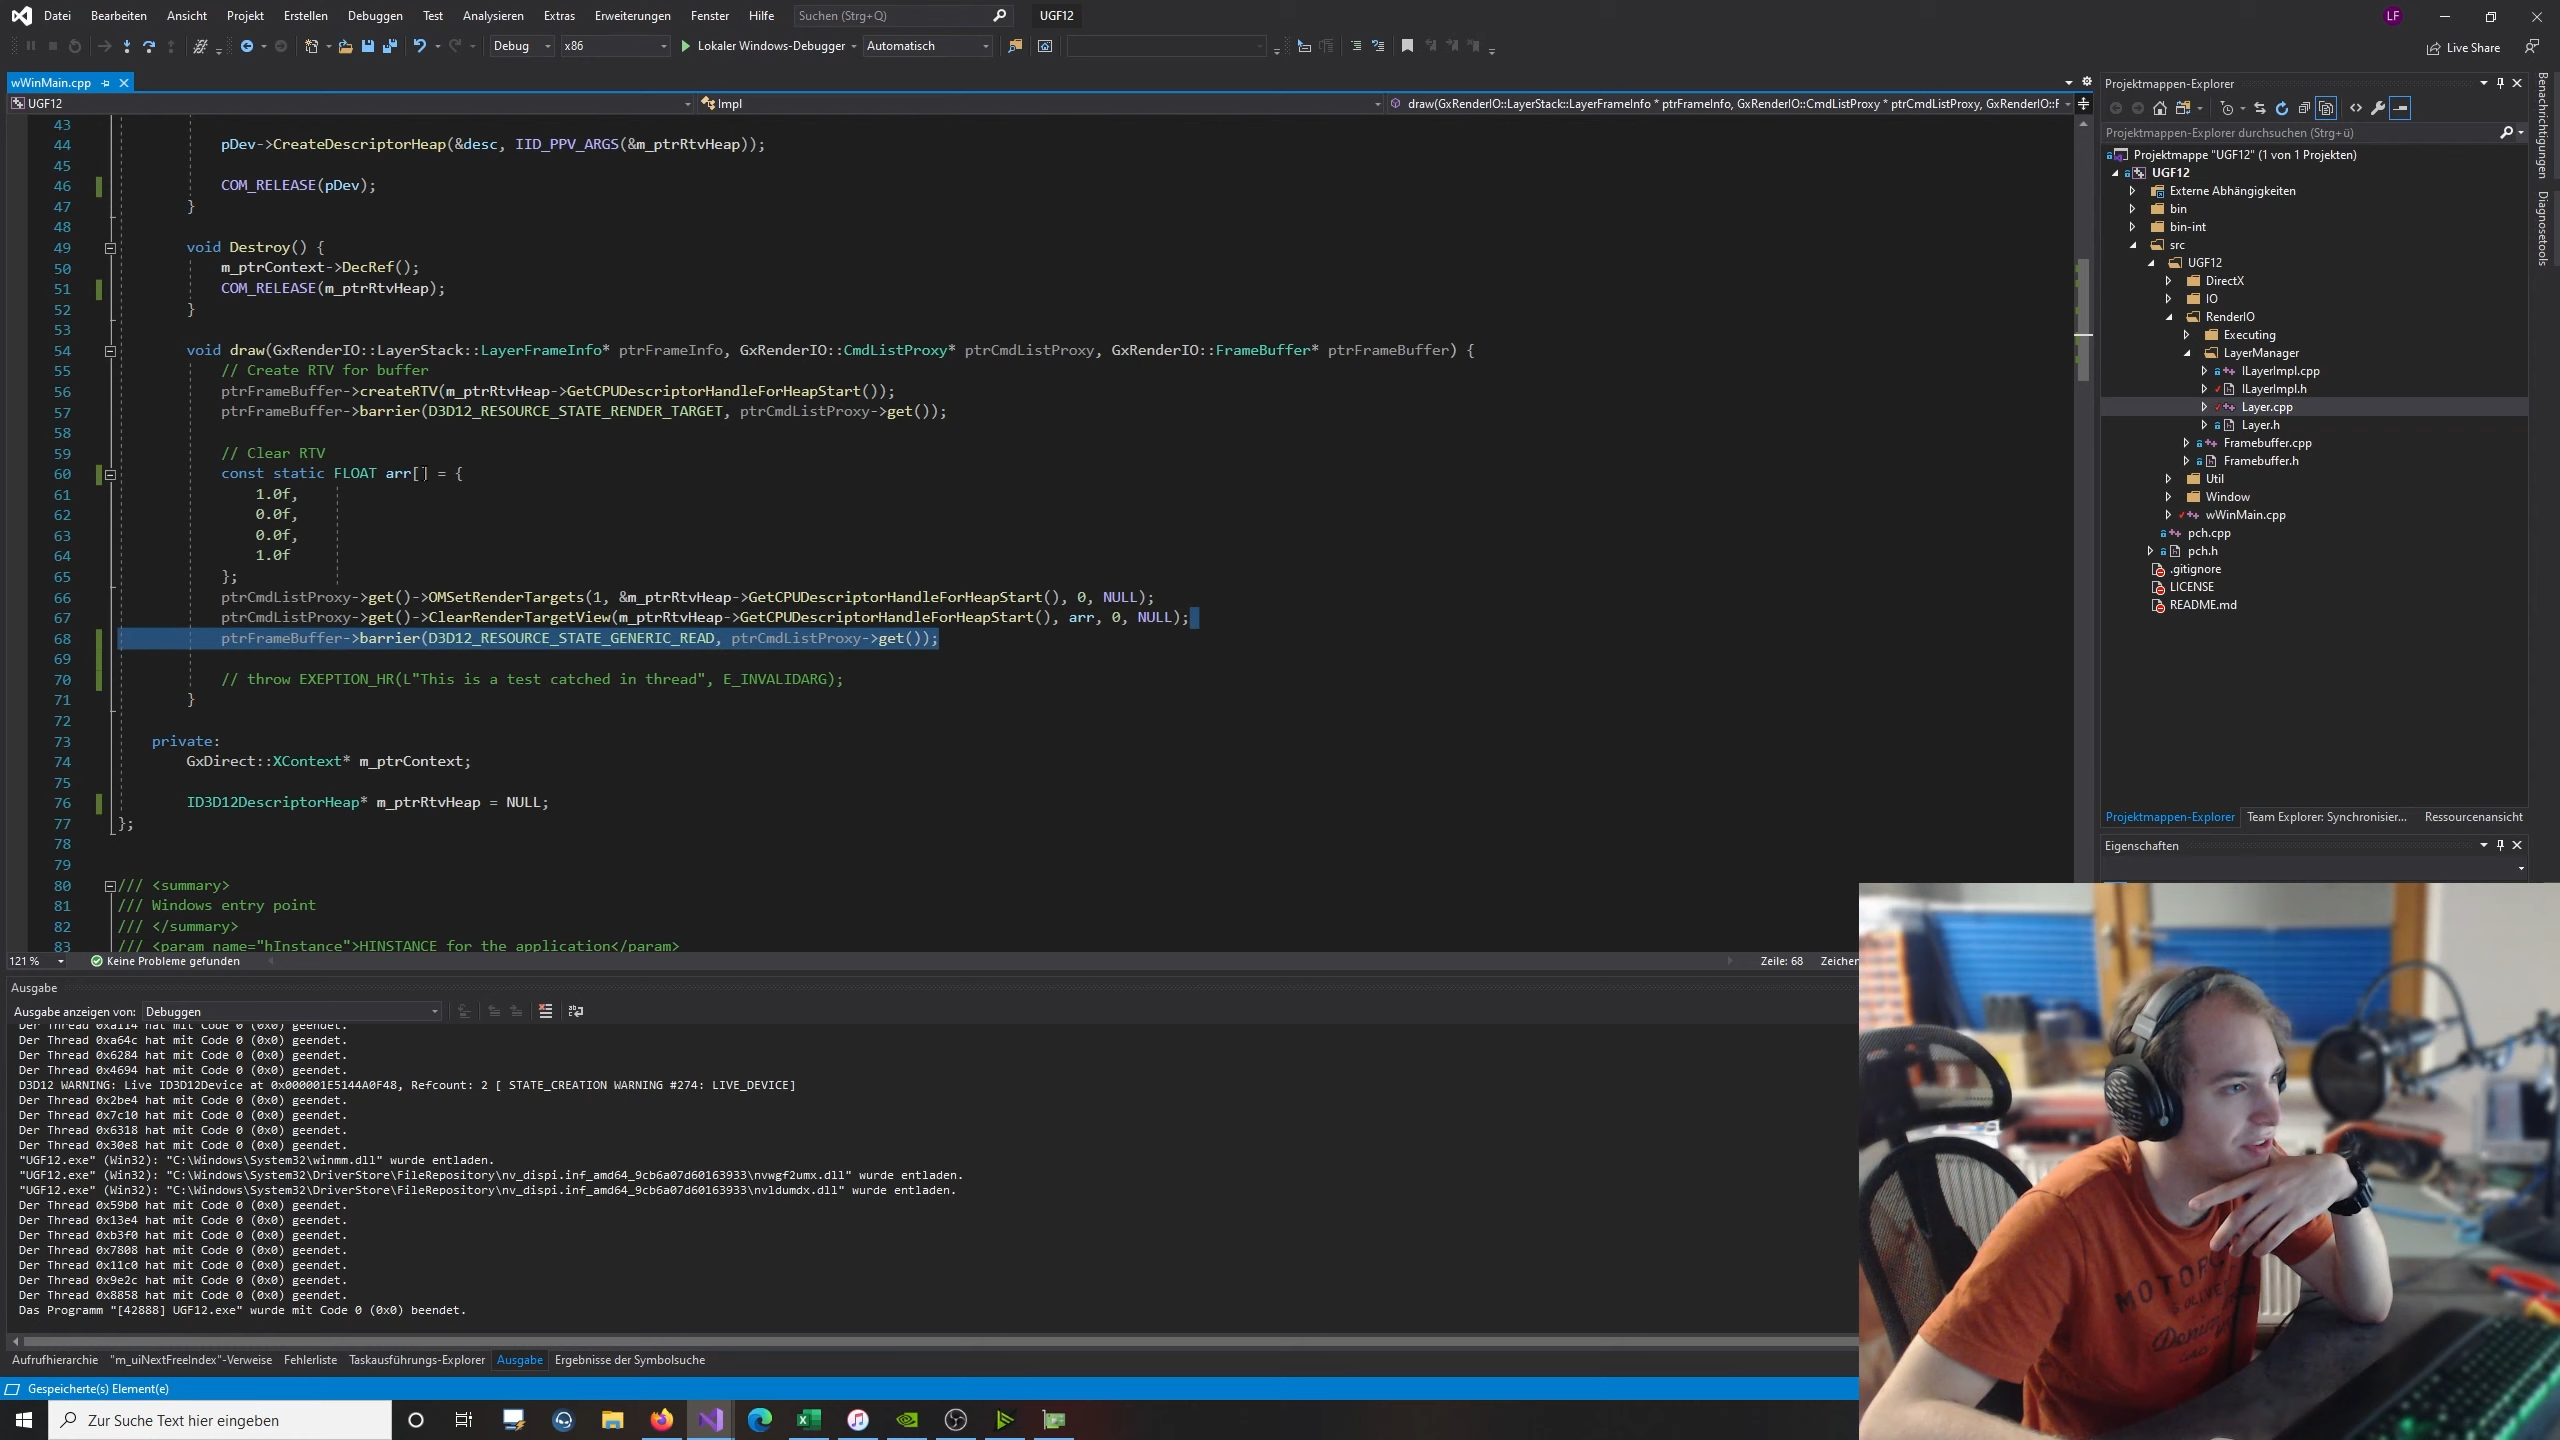 Datei Bearbeiten Ansicht Projekt Erstellen Debuggen Test Analysieren Extras Erweiterungen Fenster Hilfe Suchen (Strg+Q) UGF12 LF
Debug x86 Lokaler Windows-Debugger Automatisch Live Share
wWinMain.cpp
UGF12 Impl draw(GxRenderIO::LayerStack::LayerFrameInfo * ptrFrameInfo, GxRenderIO::CmdListProxy * ptrCmdListProxy, GxRenderIO::F
43
44 pDev->CreateDescriptorHeap(&desc, IID_PPV_ARGS(&m_ptrRtvHeap));
45
46 COM_RELEASE(pDev);
47 }
48
49 void Destroy() {
50 m_ptrContext->DecRef();
51 COM_RELEASE(m_ptrRtvHeap);
52 }
53
54 void draw(GxRenderIO::LayerStack::LayerFrameInfo* ptrFrameInfo, GxRenderIO::CmdListProxy* ptrCmdListProxy, GxRenderIO::FrameBuffer* ptrFrameBuffer) {
55 // Create RTV for buffer
56 ptrFrameBuffer->createRTV(m_ptrRtvHeap->GetCPUDescriptorHandleForHeapStart());
57 ptrFrameBuffer->barrier(D3D12_RESOURCE_STATE_RENDER_TARGET, ptrCmdListProxy->get());
58
59 // Clear RTV
60 const static FLOAT arr[] = {
61 1.0f,
62 0.0f,
63 0.0f,
64 1.0f
65 };
66 ptrCmdListProxy->get()->OMSetRenderTargets(1, &m_ptrRtvHeap->GetCPUDescriptorHandleForHeapStart(), 0, NULL);
67 ptrCmdListProxy->get()->ClearRenderTargetView(m_ptrRtvHeap->GetCPUDescriptorHandleForHeapStart(), arr, 0, NULL);
68 ptrFrameBuffer->barrier(D3D12_RESOURCE_STATE_GENERIC_READ, ptrCmdListProxy->get());
69
70 // throw EXEPTION_HR(L"This is a test catched in thread", E_INVALIDARG);
71 }
72
73 private:
74 GxDirect::XContext* m_ptrContext;
75
76 ID3D12DescriptorHeap* m_ptrRtvHeap = NULL;
77 };
78
79
80 /// <summary>
81 /// Windows entry point
82 /// </summary>
83 /// <param name="hInstance">HINSTANCE for the application</param>
121 % Keine Probleme gefunden Zeile: 68 Zeichen
Ausgabe
Ausgabe anzeigen von: Debuggen
Der Thread 0xa114 hat mit Code 0 (0x0) geendet.
Der Thread 0xa64c hat mit Code 0 (0x0) geendet.
Der Thread 0x6284 hat mit Code 0 (0x0) geendet.
Der Thread 0x4694 hat mit Code 0 (0x0) geendet.
D3D12 WARNING: Live ID3D12Device at 0x000001E5144A0F48, Refcount: 2 [ STATE_CREATION WARNING #274: LIVE_DEVICE]
Der Thread 0x2be4 hat mit Code 0 (0x0) geendet.
Der Thread 0x7c10 hat mit Code 0 (0x0) geendet.
Der Thread 0x6318 hat mit Code 0 (0x0) geendet.
Der Thread 0x30e8 hat mit Code 0 (0x0) geendet.
"UGF12.exe" (Win32): "C:\Windows\System32\winmm.dll" wurde entladen.
"UGF12.exe" (Win32): "C:\Windows\System32\DriverStore\FileRepository\nv_dispi.inf_amd64_9cb6a07d60163933\nvwgf2umx.dll" wurde entladen.
"UGF12.exe" (Win32): "C:\Windows\System32\DriverStore\FileRepository\nv_dispi.inf_amd64_9cb6a07d60163933\nvldumdx.dll" wurde entladen.
Der Thread 0x59b0 hat mit Code 0 (0x0) geendet.
Der Thread 0x13e4 hat mit Code 0 (0x0) geendet.
Der Thread 0xb3f0 hat mit Code 0 (0x0) geendet.
Der Thread 0x7808 hat mit Code 0 (0x0) geendet.
Der Thread 0x11c0 hat mit Code 0 (0x0) geendet.
Der Thread 0x9e2c hat mit Code 0 (0x0) geendet.
Der Thread 0x8858 hat mit Code 0 (0x0) geendet.
Das Programm "[42888] UGF12.exe" wurde mit Code 0 (0x0) beendet.
Aufrufhierarchie "m_uiNextFreeIndex"-Verweise Fehlerliste Taskausführungs-Explorer Ausgabe Ergebnisse der Symbolsuche
Gespeicherte(s) Element(e)
Zur Suche Text hier eingeben
Projektmappen-Explorer
Projektmappen-Explorer durchsuchen (Strg+ü)
Projektmappe "UGF12" (1 von 1 Projekten)
UGF12
Externe Abhängigkeiten
bin
bin-int
src
UGF12
DirectX
IO
RenderIO
Executing
LayerManager
ILayerImpl.cpp
ILayerImpl.h
Layer.cpp
Layer.h
Framebuffer.cpp
Framebuffer.h
Util
Window
wWinMain.cpp
pch.cpp
pch.h
.gitignore
LICENSE
README.md
Projektmappen-Explorer Team Explorer: Synchronisier... Ressourcenansicht
Eigenschaften
Benachrichtigungen
Diagnosetools